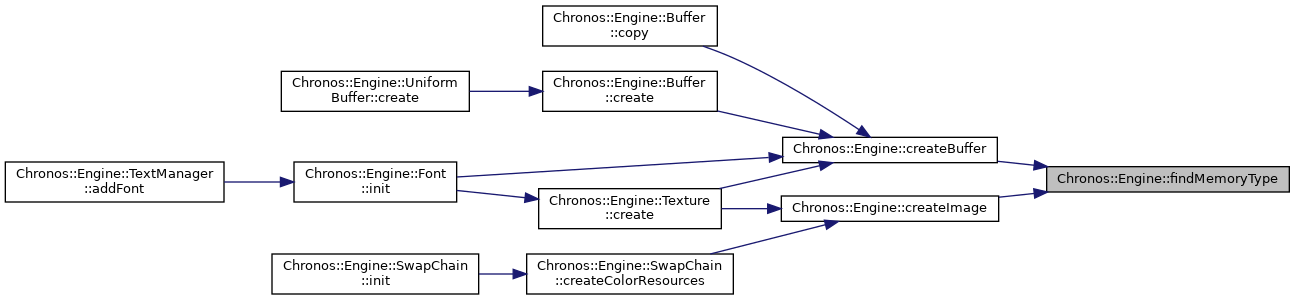 Chronos::Engine::Buffer
::copy
Chronos::Engine::Uniform
Buffer::create
Chronos::Engine::Buffer
::create
Chronos::Engine::createBuffer
Chronos::Engine::TextManager
::addFont
Chronos::Engine::Font
::init
Chronos::Engine::findMemoryType
Chronos::Engine::Texture
::create
Chronos::Engine::createImage
Chronos::Engine::SwapChain
::init
Chronos::Engine::SwapChain
::createColorResources